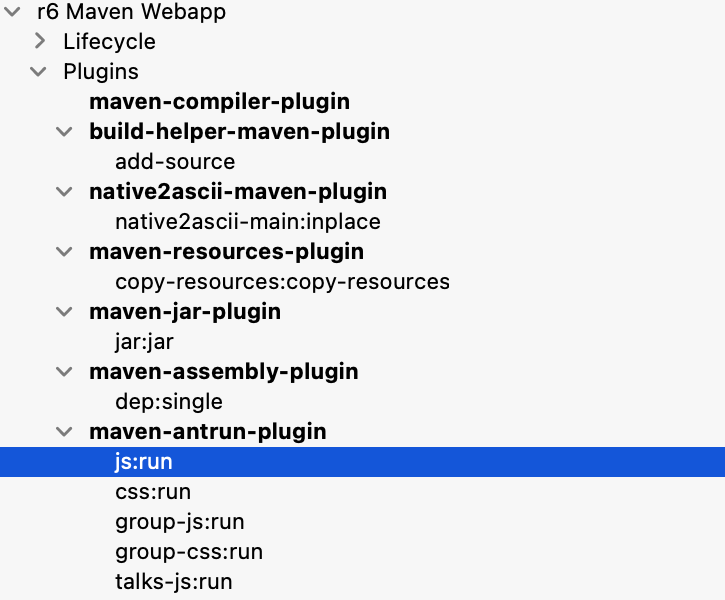 r6 Maven Webapp
Lifecycle
Plugins
maven-compiler-plugin
build-helper-maven-plugin
add-source
native2ascii-maven-plugin
native2ascii-main:inplace
maven-resources-plugin
copy-resources:copy-resources
maven-jar-plugin
jar:jar
maven-assembly-plugin
dep:single
maven-antrun-plugin
js:run
css:run
group-js:run
group-css:run
talks-js:run